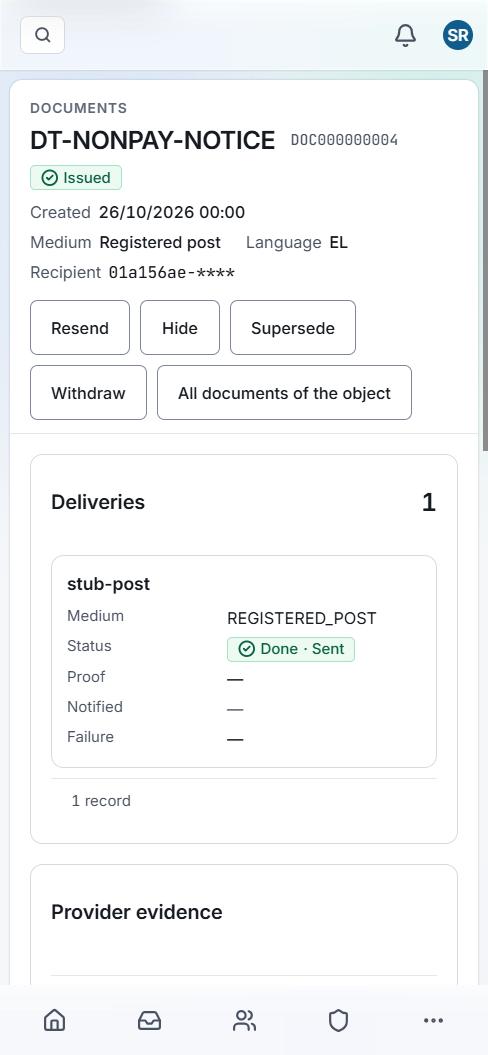 SR
DOCUMENTS
DT-NONPAY-NOTICE DOC000000004
Issued
Created 26/10/2026 00:00
Medium Registered post Language EL
Recipient 01a156ae-****
Resend Hide Supersede
Withdraw All documents of the object
Deliveries 1
stub-post
Medium REGISTERED_POST
Status Done · Sent
Proof —
Notified —
Failure —
1 record
Provider evidence